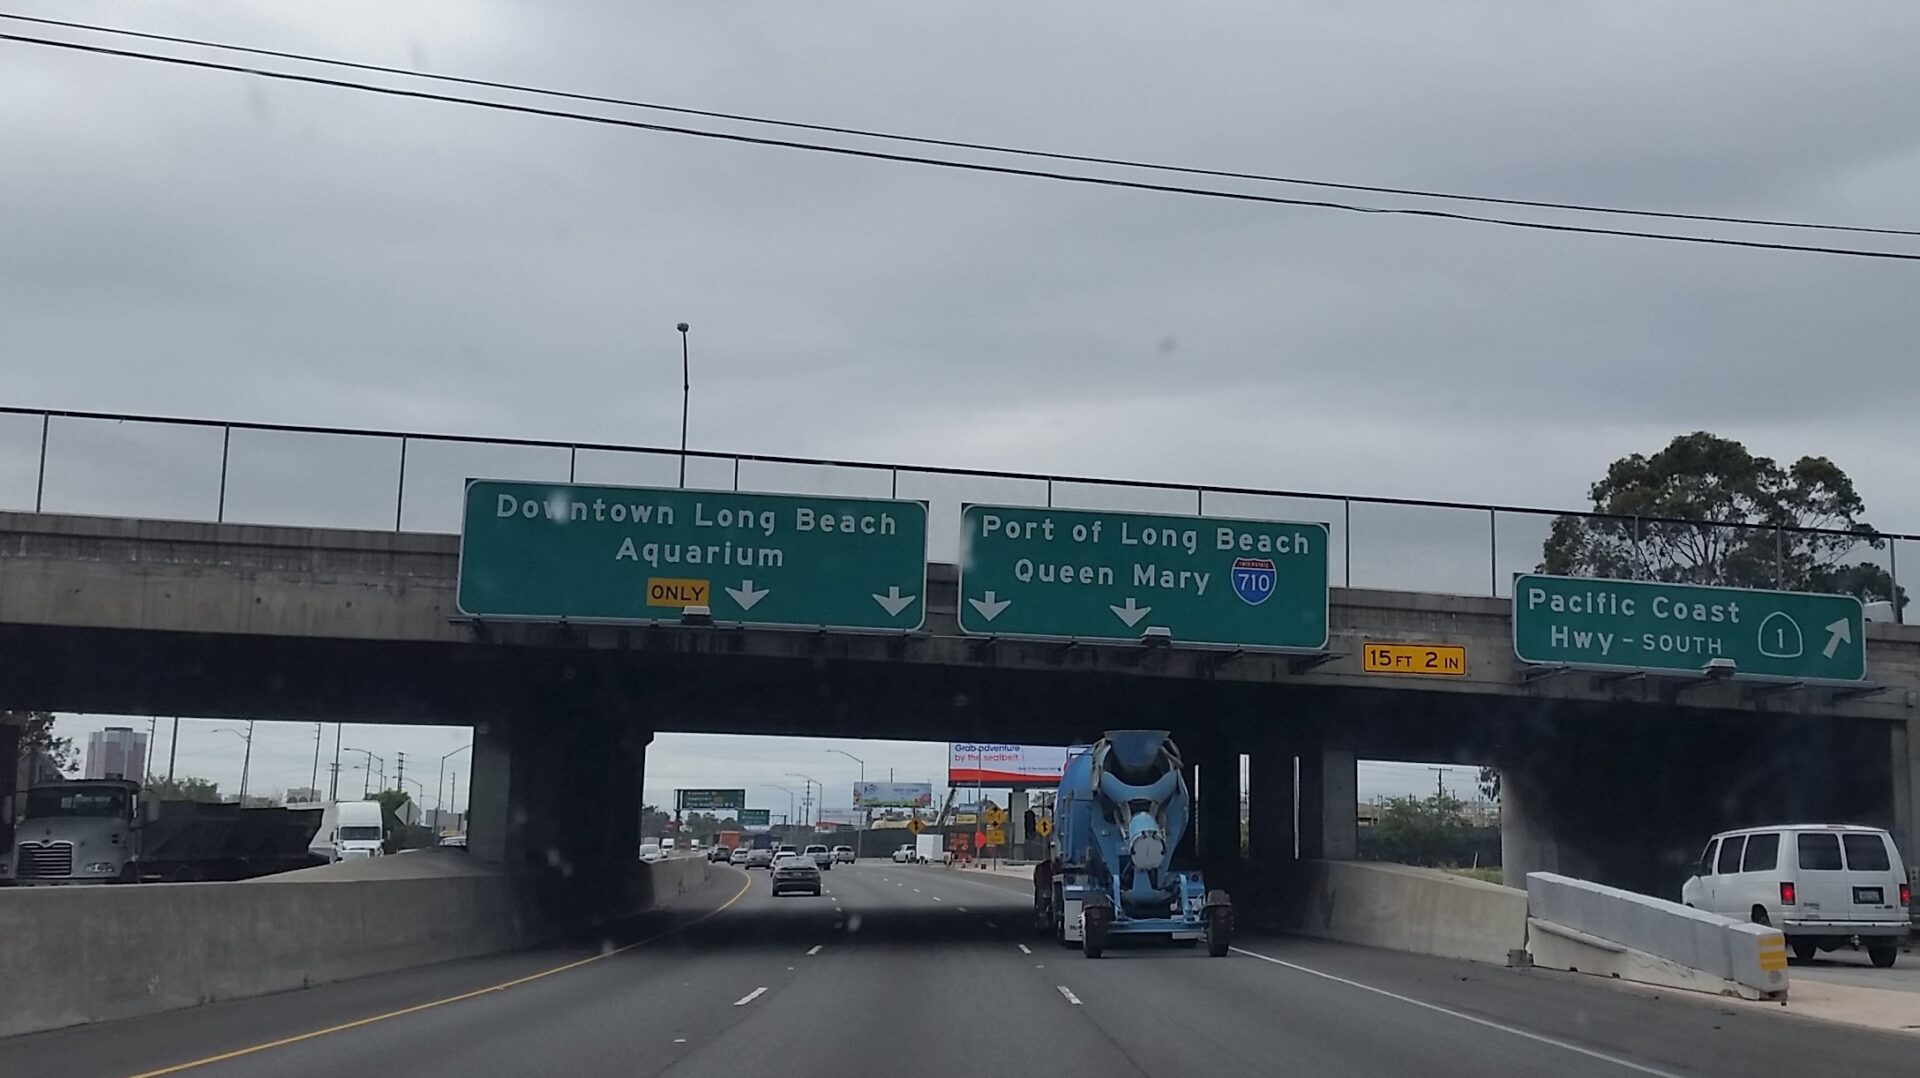 Downtown Long Beach
Aquarium
ONLY
Port of Long Beach
Queen Mary
INTERSTATE
710
15 FT 2 IN
Pacific Coast
Hwy - SOUTH
1
Grab adventure
by the seatbelt.